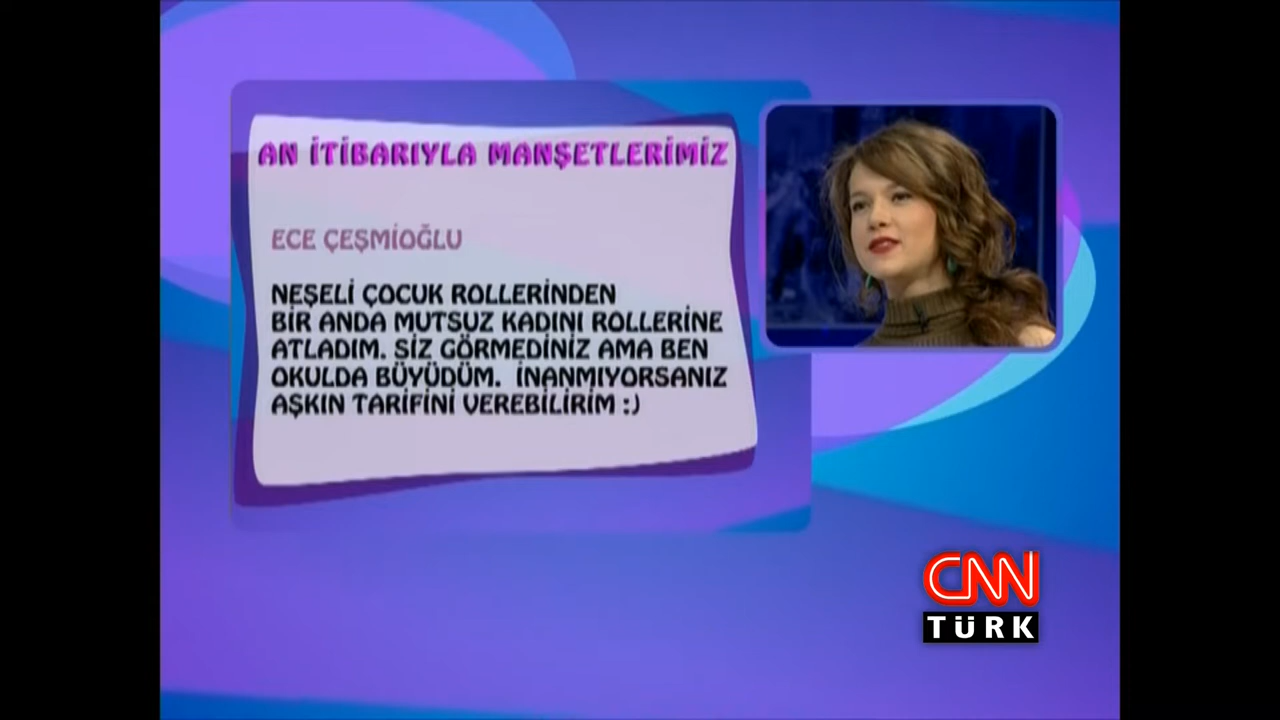 AN İTİBARIYLA MANŞETLERİMİZ
ECE ÇEŞMİOĞLU
NEŞELİ ÇOCUK ROLLERİNDEN
BİR ANDA MUTSUZ KADINI ROLLERİNE
ATLADIM. SİZ GÖRMEDİNİZ AMA BEN
OKULDA BÜYÜDÜM. İNANMIYORSANIZ
AŞKIN TARİFİNİ VEREBİLİRİM :)
CNN
TÜRK